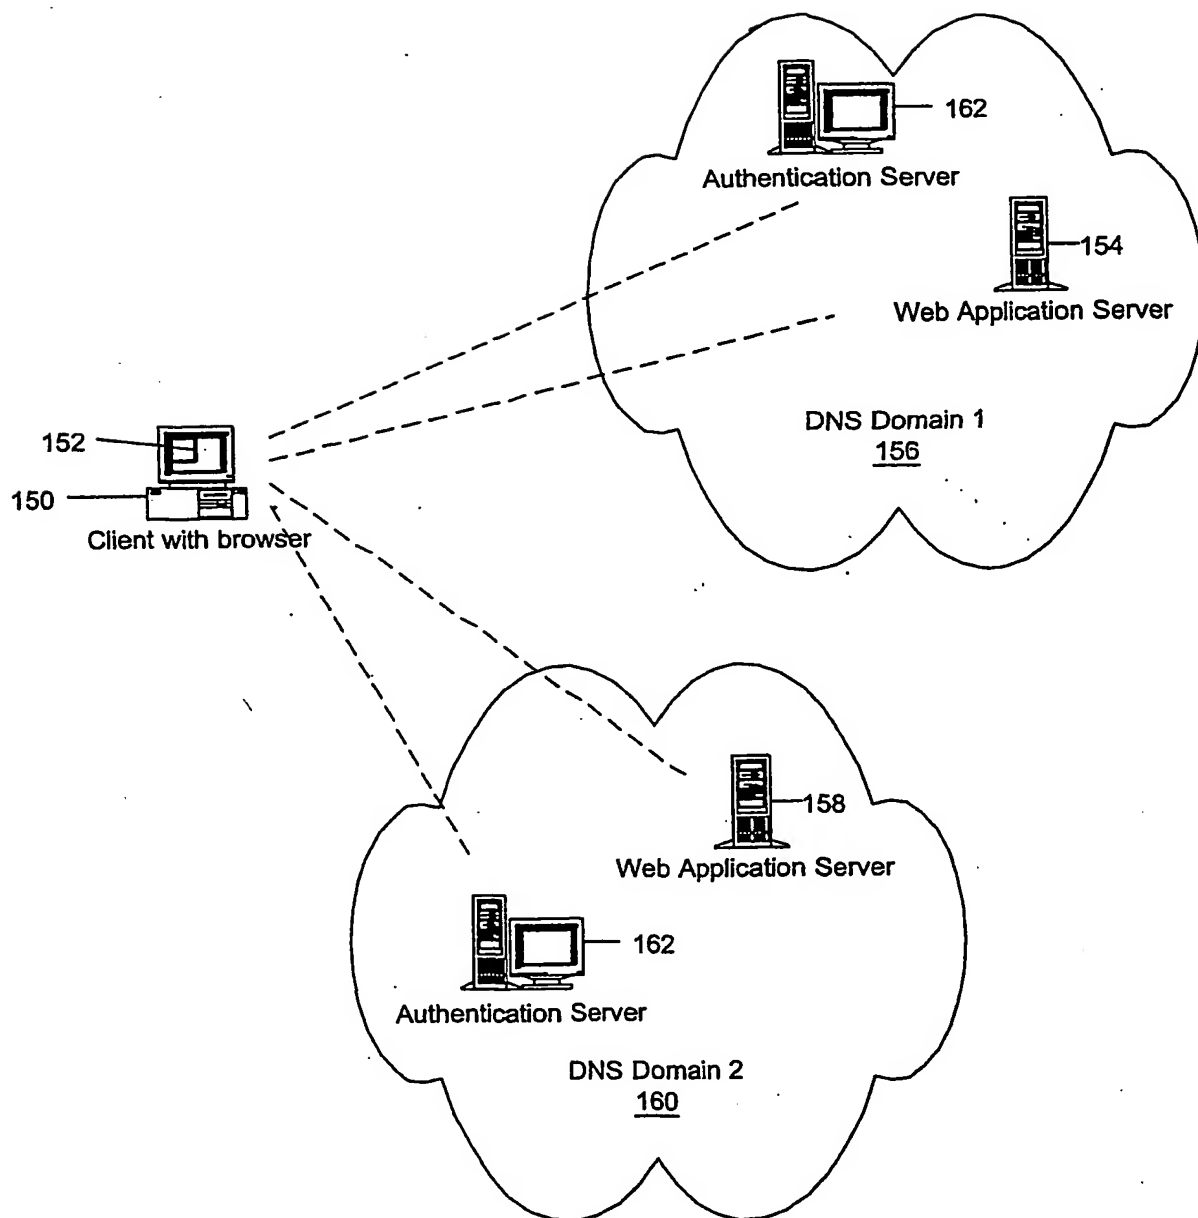 162
Authentication Server
154
Web Application Server
DNS Domain 1
156
152
150
Client with browser
158
Web Application Server
162
Authentication Server
DNS Domain 2
160